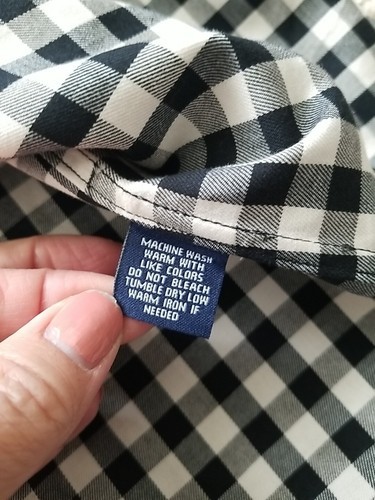 MACHINE WASH
WARM WITH
LIKE COLORS
DO NOT BLEACH
TUMBLE DRY LOW
WARM IRON IF
NEEDED